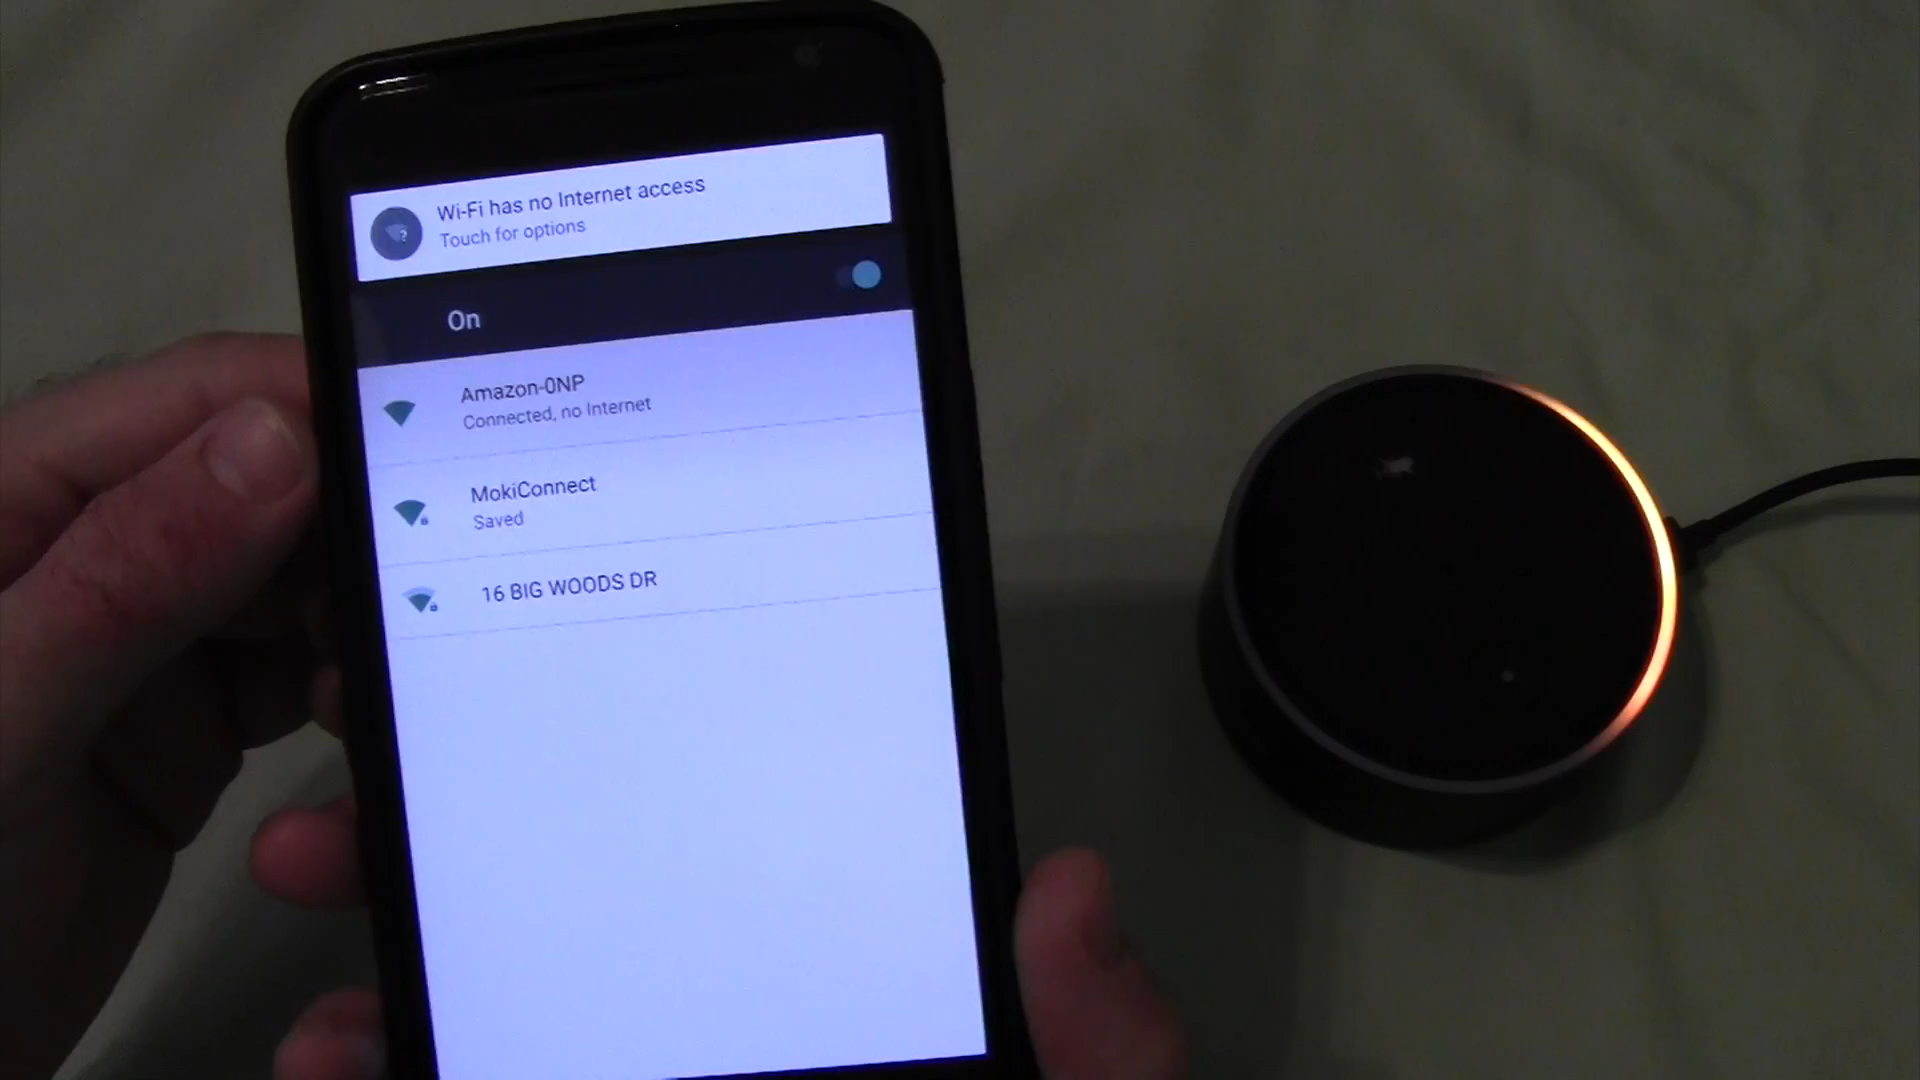 Wi-Fi has no Internet access
Touch for options
On
Amazon-0NP
Connected, no Internet
MokiConnect
Saved
16 BIG WOODS DR